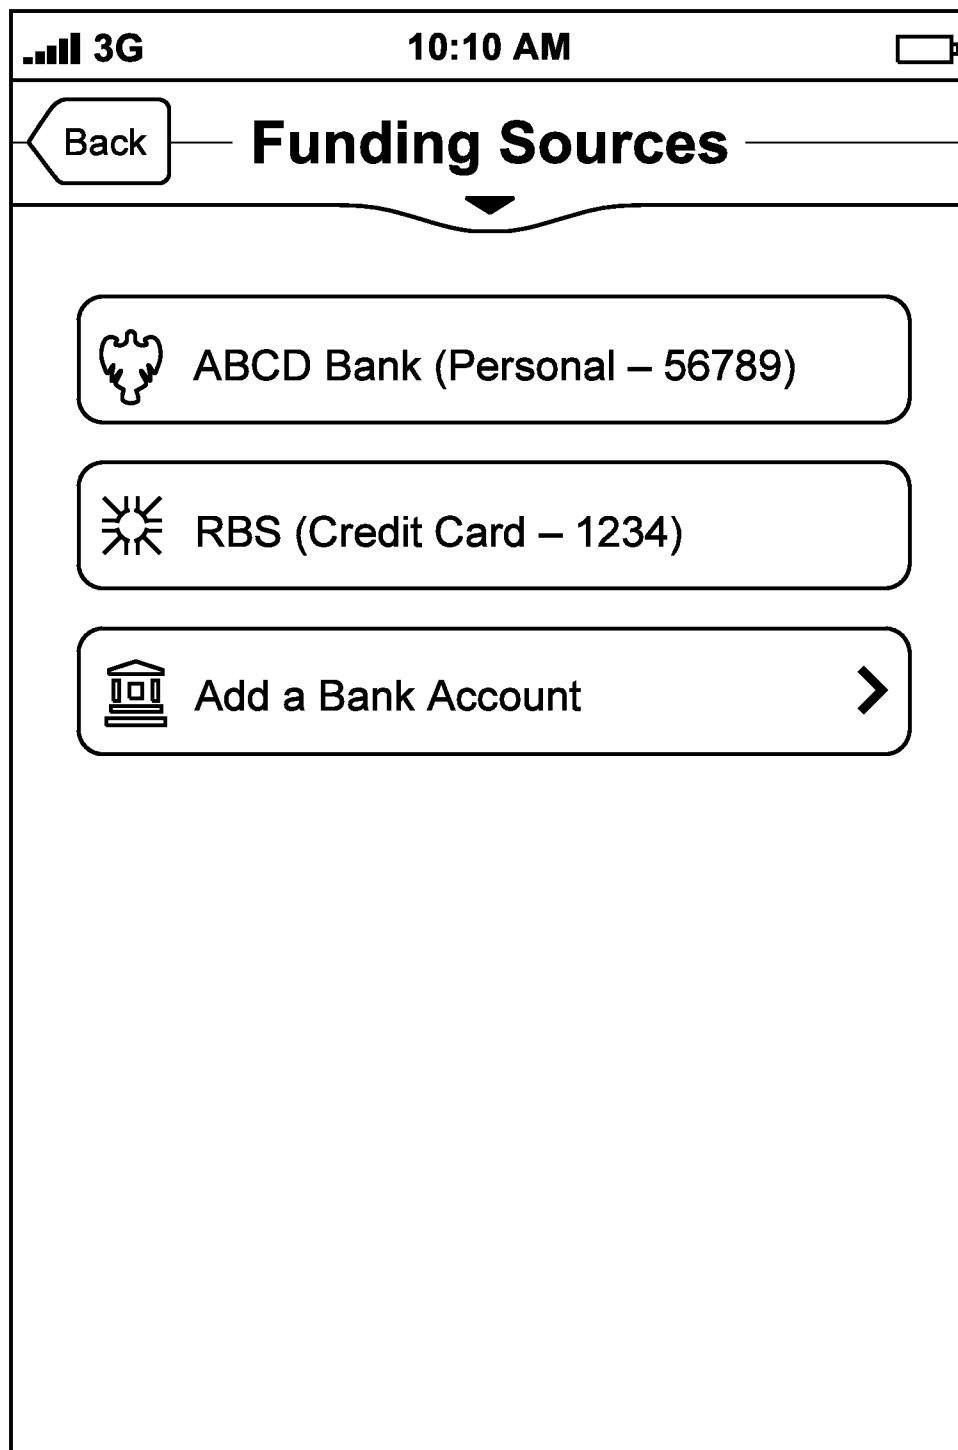 3G 10:10 AM
Back Funding Sources
ABCD Bank (Personal – 56789)
RBS (Credit Card – 1234)
Add a Bank Account